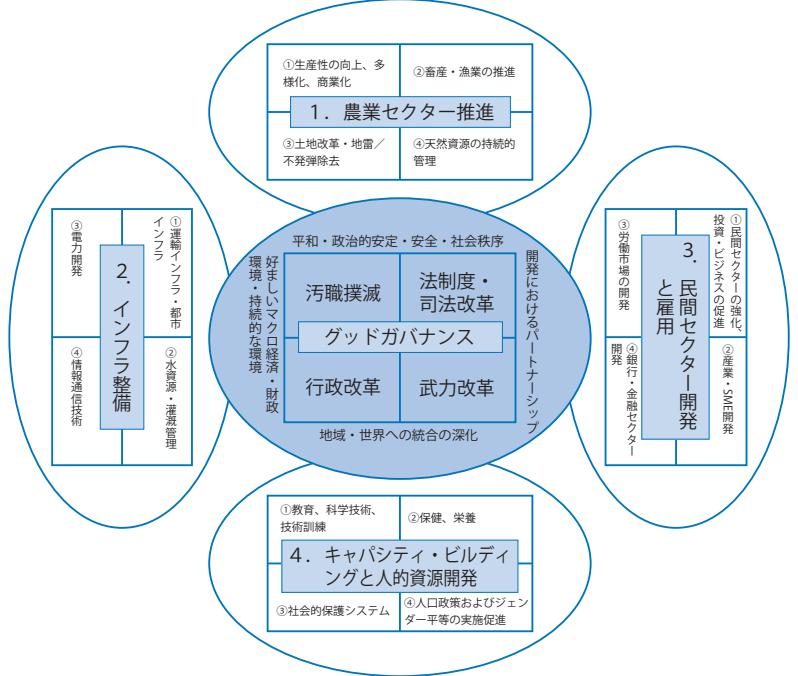 ①生産性の向上、多
様化、商業化
②畜産・漁業の推進
1．農業セクター推進
③土地改革・地雷／
不発弾除去
④天然資源の持続的
管理
①運輸インフラ・都市
インフラ
③電力開発
2．インフラ整備
②水資源・灌漑管理
④情報通信技術
平和・政治的安定・安全・社会秩序
好ましいマクロ経済・財政
環境・持続的な環境
汚職撲滅
法制度・
司法改革
グッドガバナンス
行政改革
武力改革
開発におけるパートナーシップ
地域・世界への統合の深化
①民間セクターの強化、
投資・ビジネスの促進
③労働市場の開発
3．民間セクター開発
と雇用
②産業・SME開発
④銀行・金融セクター
開発
①教育、科学技術、
技術訓練
②保健、栄養
4．キャパシティ・ビルディ
ングと人的資源開発
③社会的保護システム
④人口政策およびジェン
ダー平等の実施促進